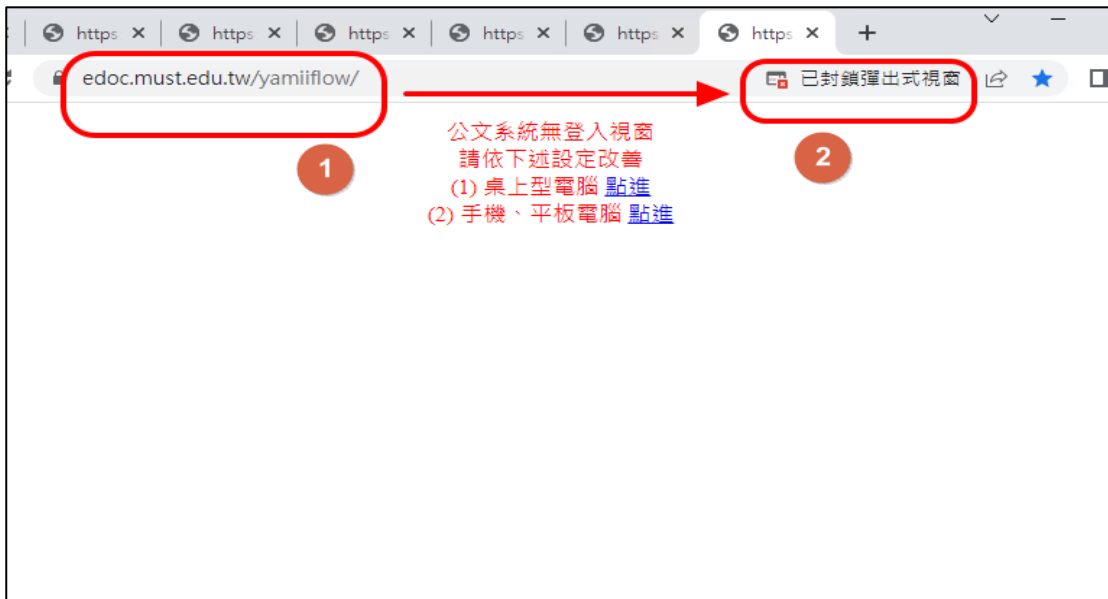 https https https https https https
edoc.must.edu.tw/yamiiflow/ 已封鎖彈出式視窗
1
2
公文系統無登入視窗
請依下述設定改善
(1) 桌上型電腦 點進
(2) 手機、平板電腦 點進